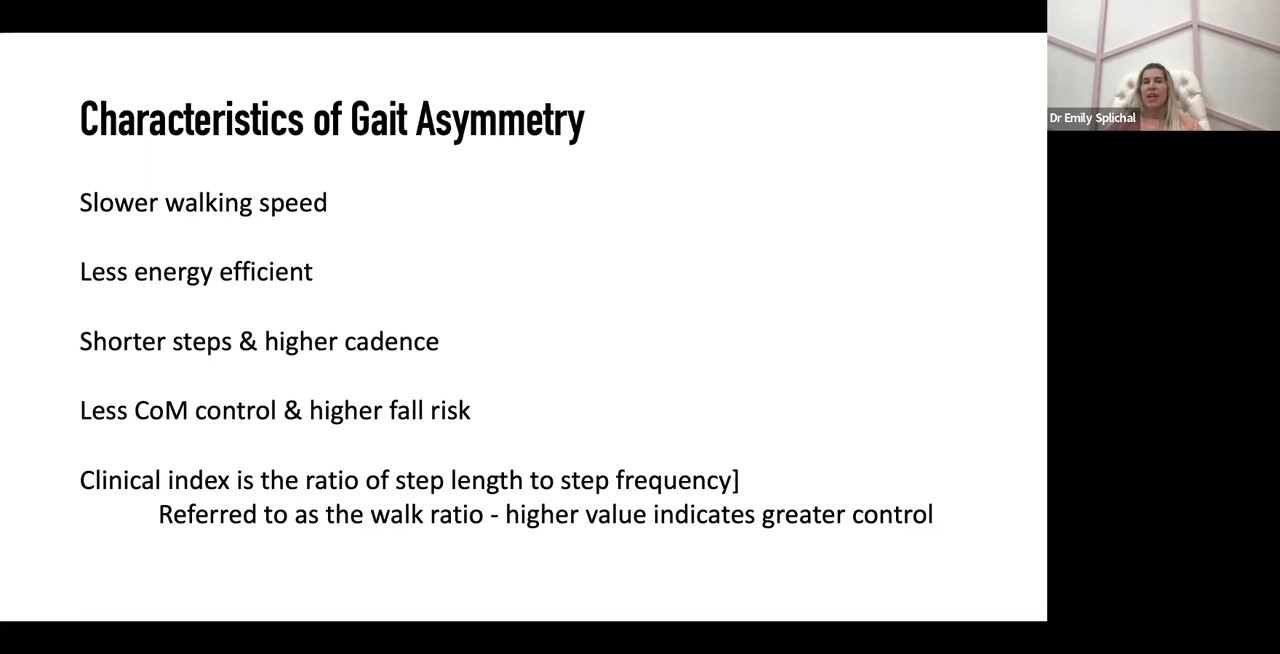 Characteristics of Gait Asymmetry
Slower walking speed
Less energy efficient
Shorter steps & higher cadence
Less CoM control & higher fall risk
Clinical index is the ratio of step length to step frequency]
Referred to as the walk ratio - higher value indicates greater control
Dr Emily Splichal